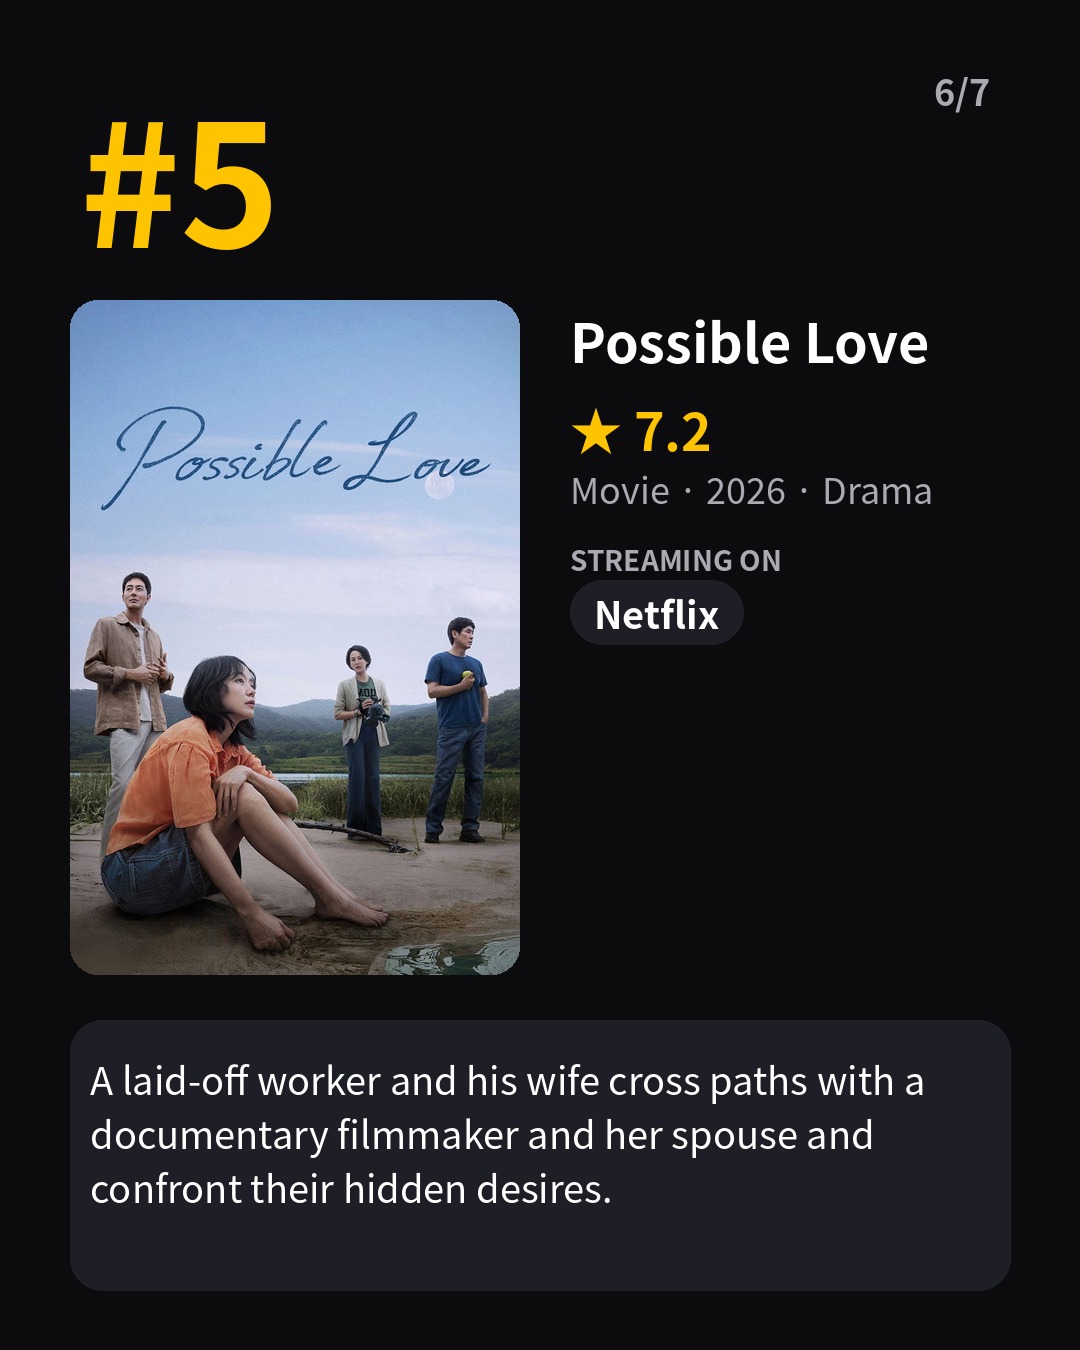 6/7
#5
Possible Love
Possible Love
★ 7.2
Movie · 2026 · Drama
STREAMING ON
Netflix
A laid-off worker and his wife cross paths with a
documentary filmmaker and her spouse and
confront their hidden desires.